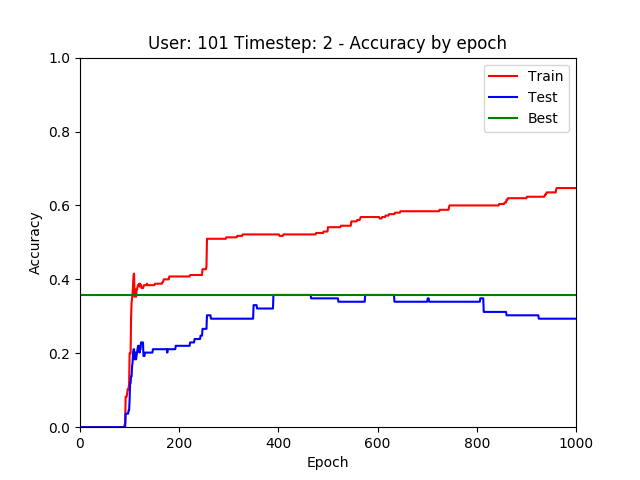 User: 101 Timestep: 2 - Accuracy by epoch
1.0
0.8
0.6
0.4
0.2
0.0
Accuracy
Train
Test
Best
0 200 400 600 800 1000
Epoch